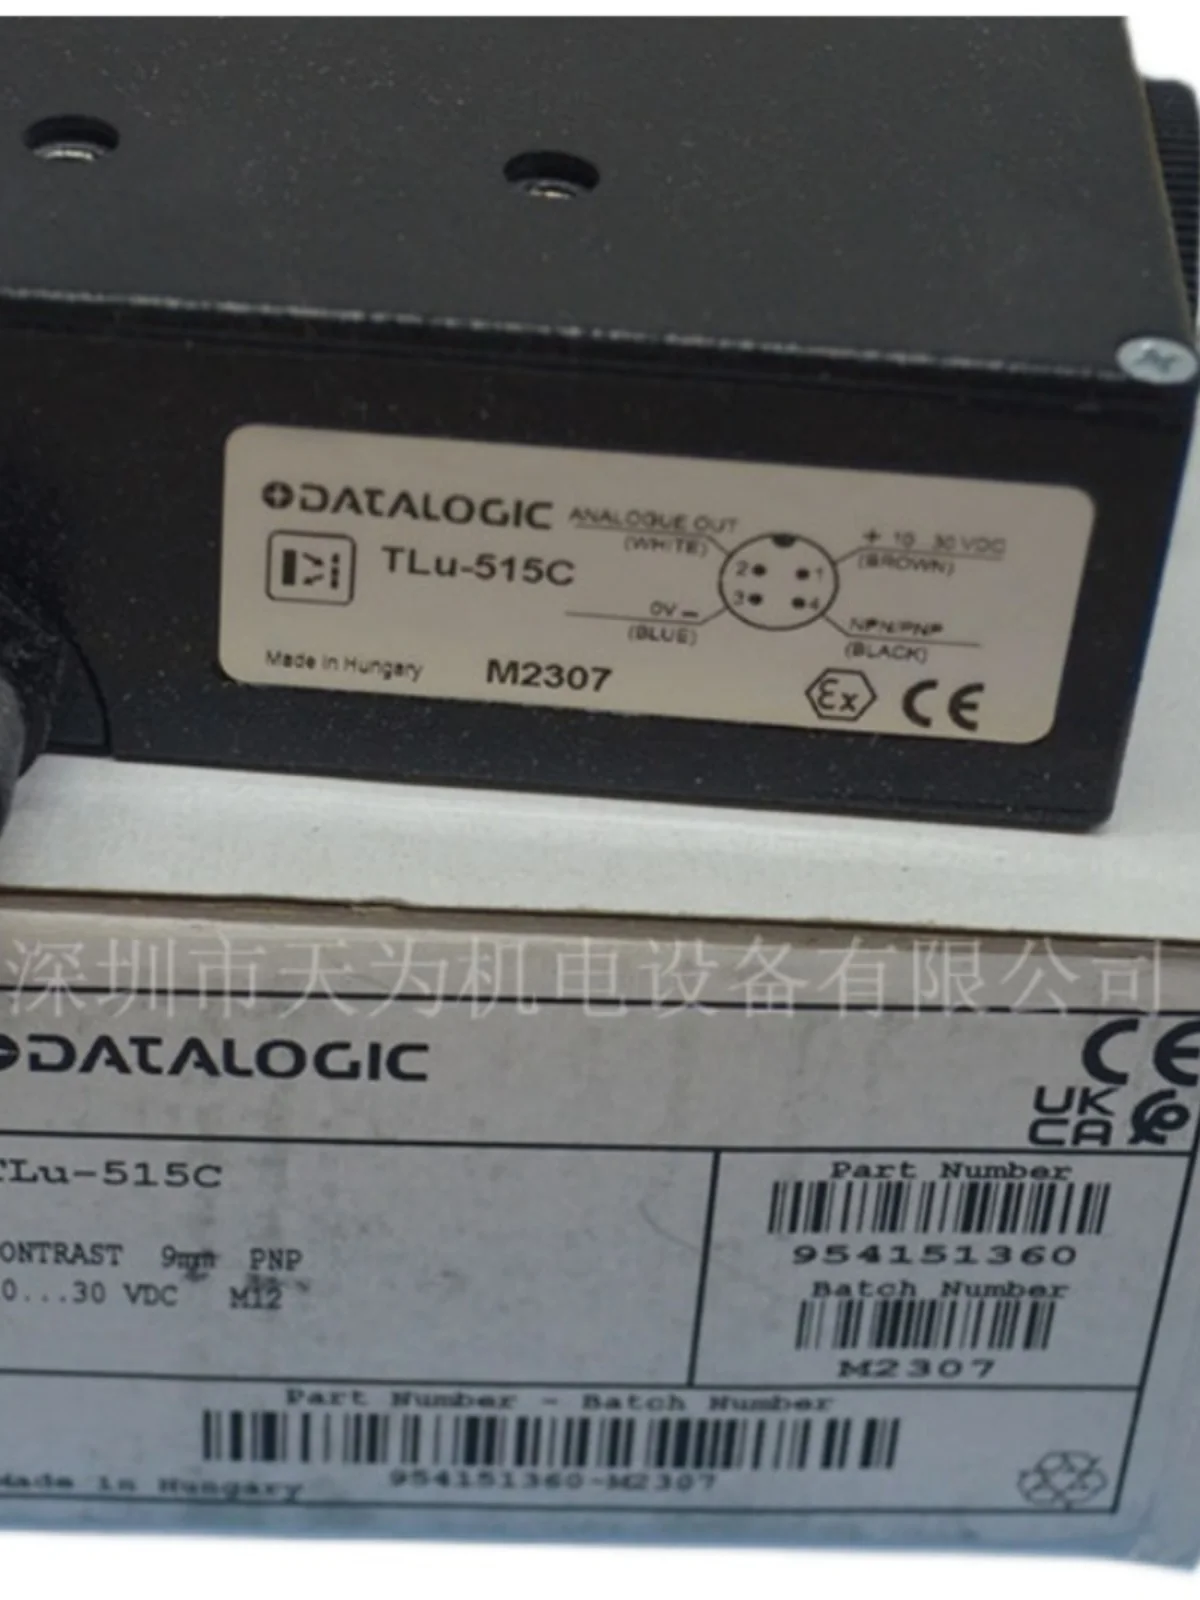 DATALOGIC
ANALOGUE OUT
(WHITE)
+ 10 30 VDC
(BROWN)
TLu-515C
2 1
3 4
0V
(BLUE)
NPN/PNP
(BLACK)
Made in Hungary
M2307
Ex CE
深圳市天为机电设备有限公司
DATALOGIC
CE
UK
CA
TLu-515C
Part Number
954151360
ONTRAST 9mm PNP
0...30 VDC M12
Batch Number
M2307
Part Number - Batch Number
954151360-M2307
Made in Hungary